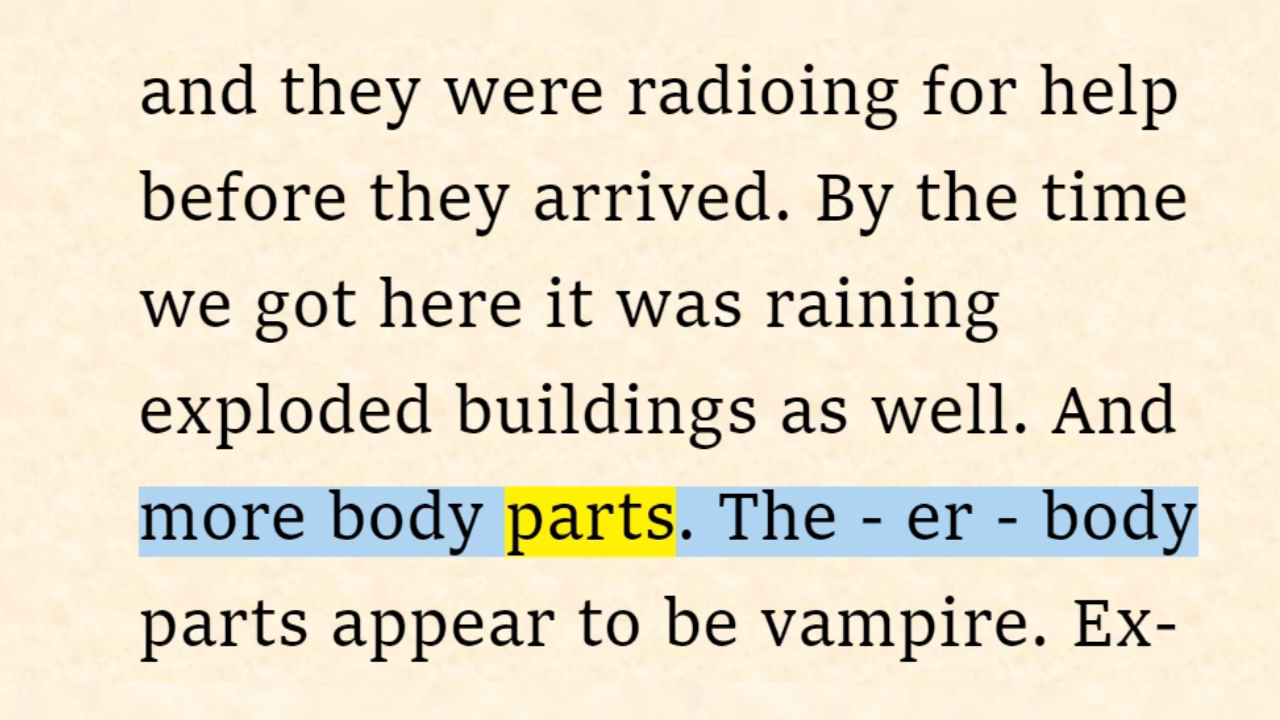 and they were radioing for help
before they arrived. By the time
we got here it was raining
exploded buildings as well. And
more body parts. The - er - body
parts appear to be vampire. Ex-